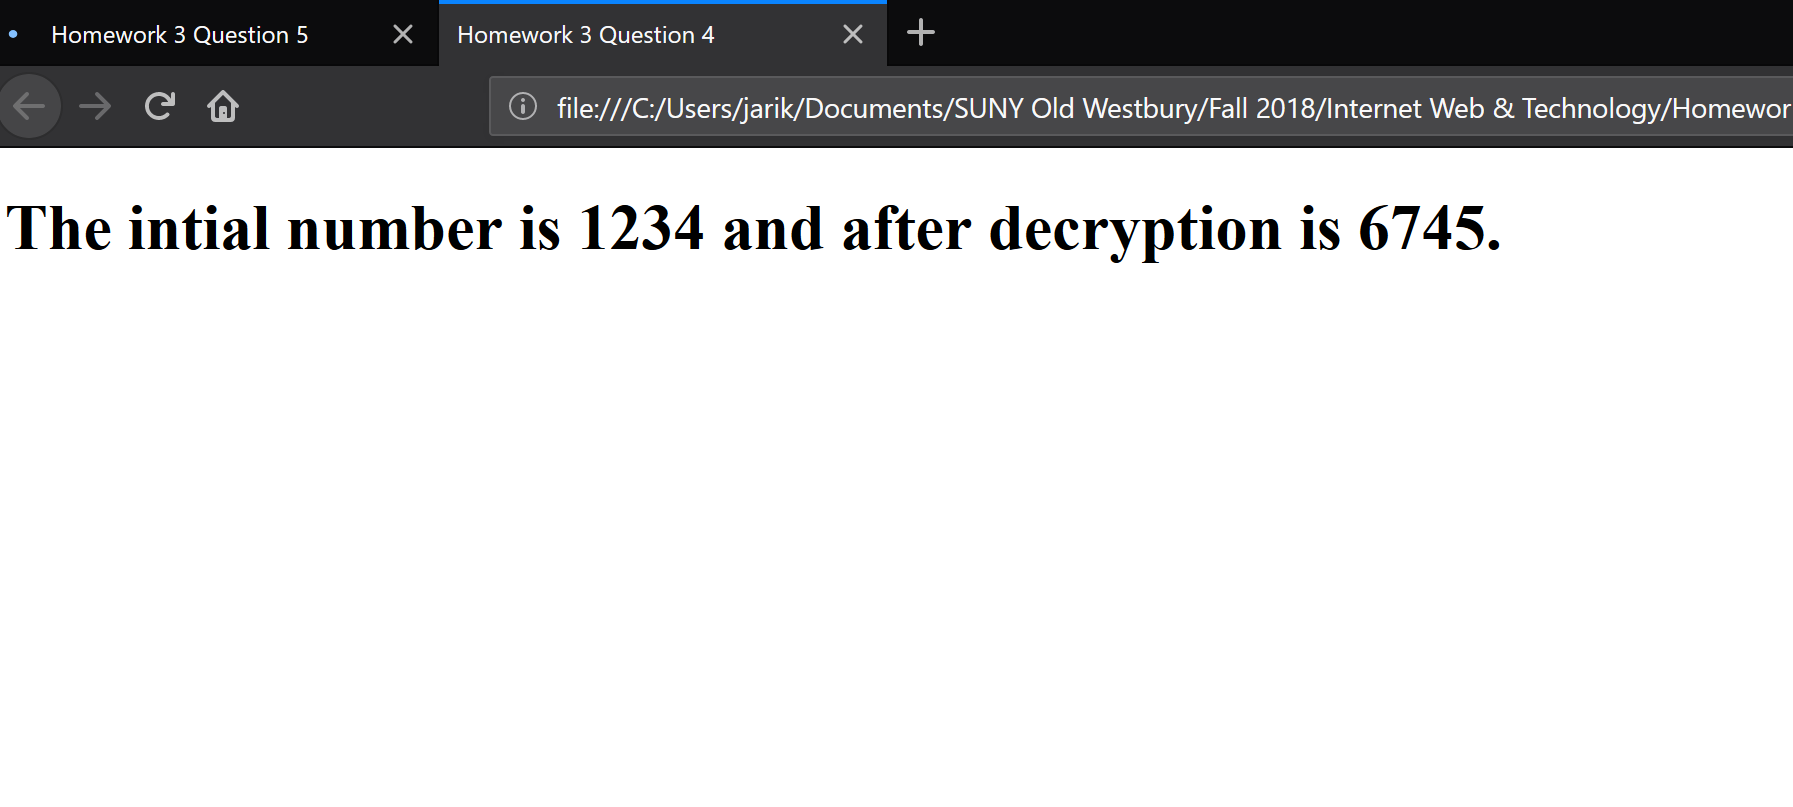 Homework 3 Question 5
Homework 3 Question 4
file:///C:/Users/jarik/Documents/SUNY Old Westbury/Fall 2018/Internet Web & Technology/Homewor
The intial number is 1234 and after decryption is 6745.